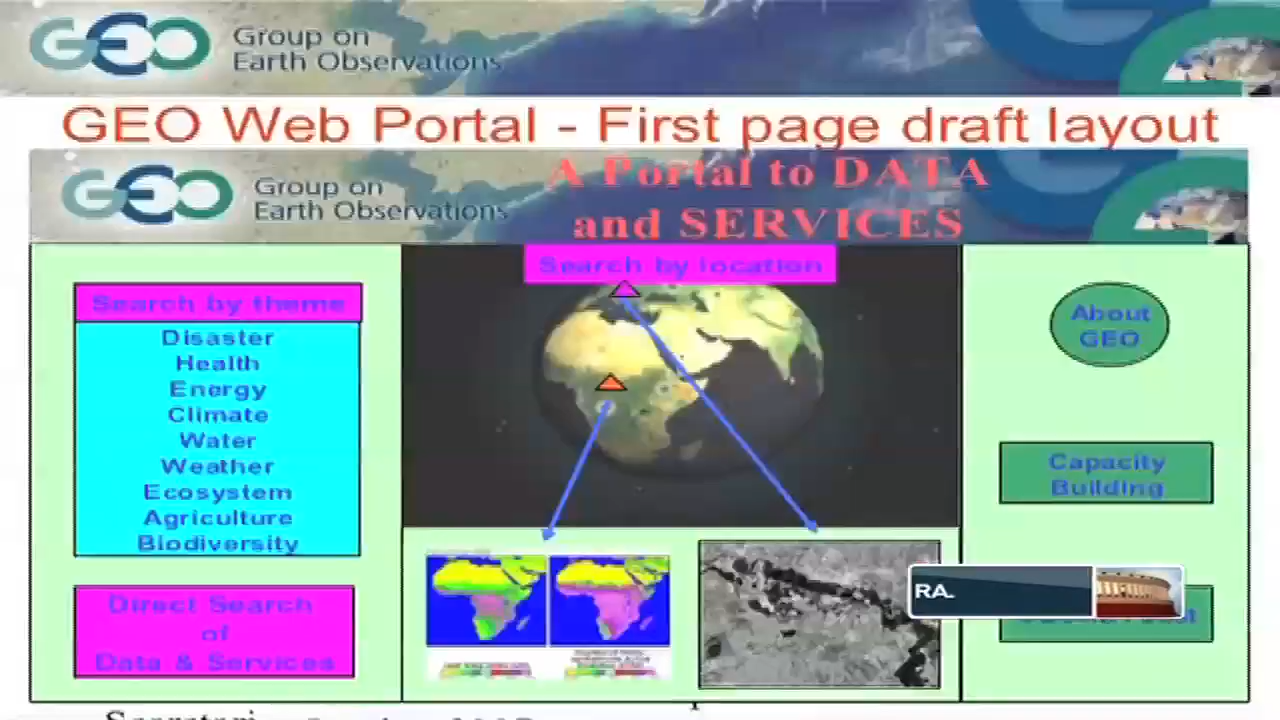 GEO Group on
Earth Observations
GEO Web Portal - First page draft layout
GEO Group on
Earth Observations
A Portal to DATA
and SERVICES
Search by location
Search by theme
Disaster
Health
Energy
Climate
Water
Weather
Ecosystem
Agriculture
Biodiversity
Direct Search
of
Data & Services
About
GEO
Capacity
Building
RA.